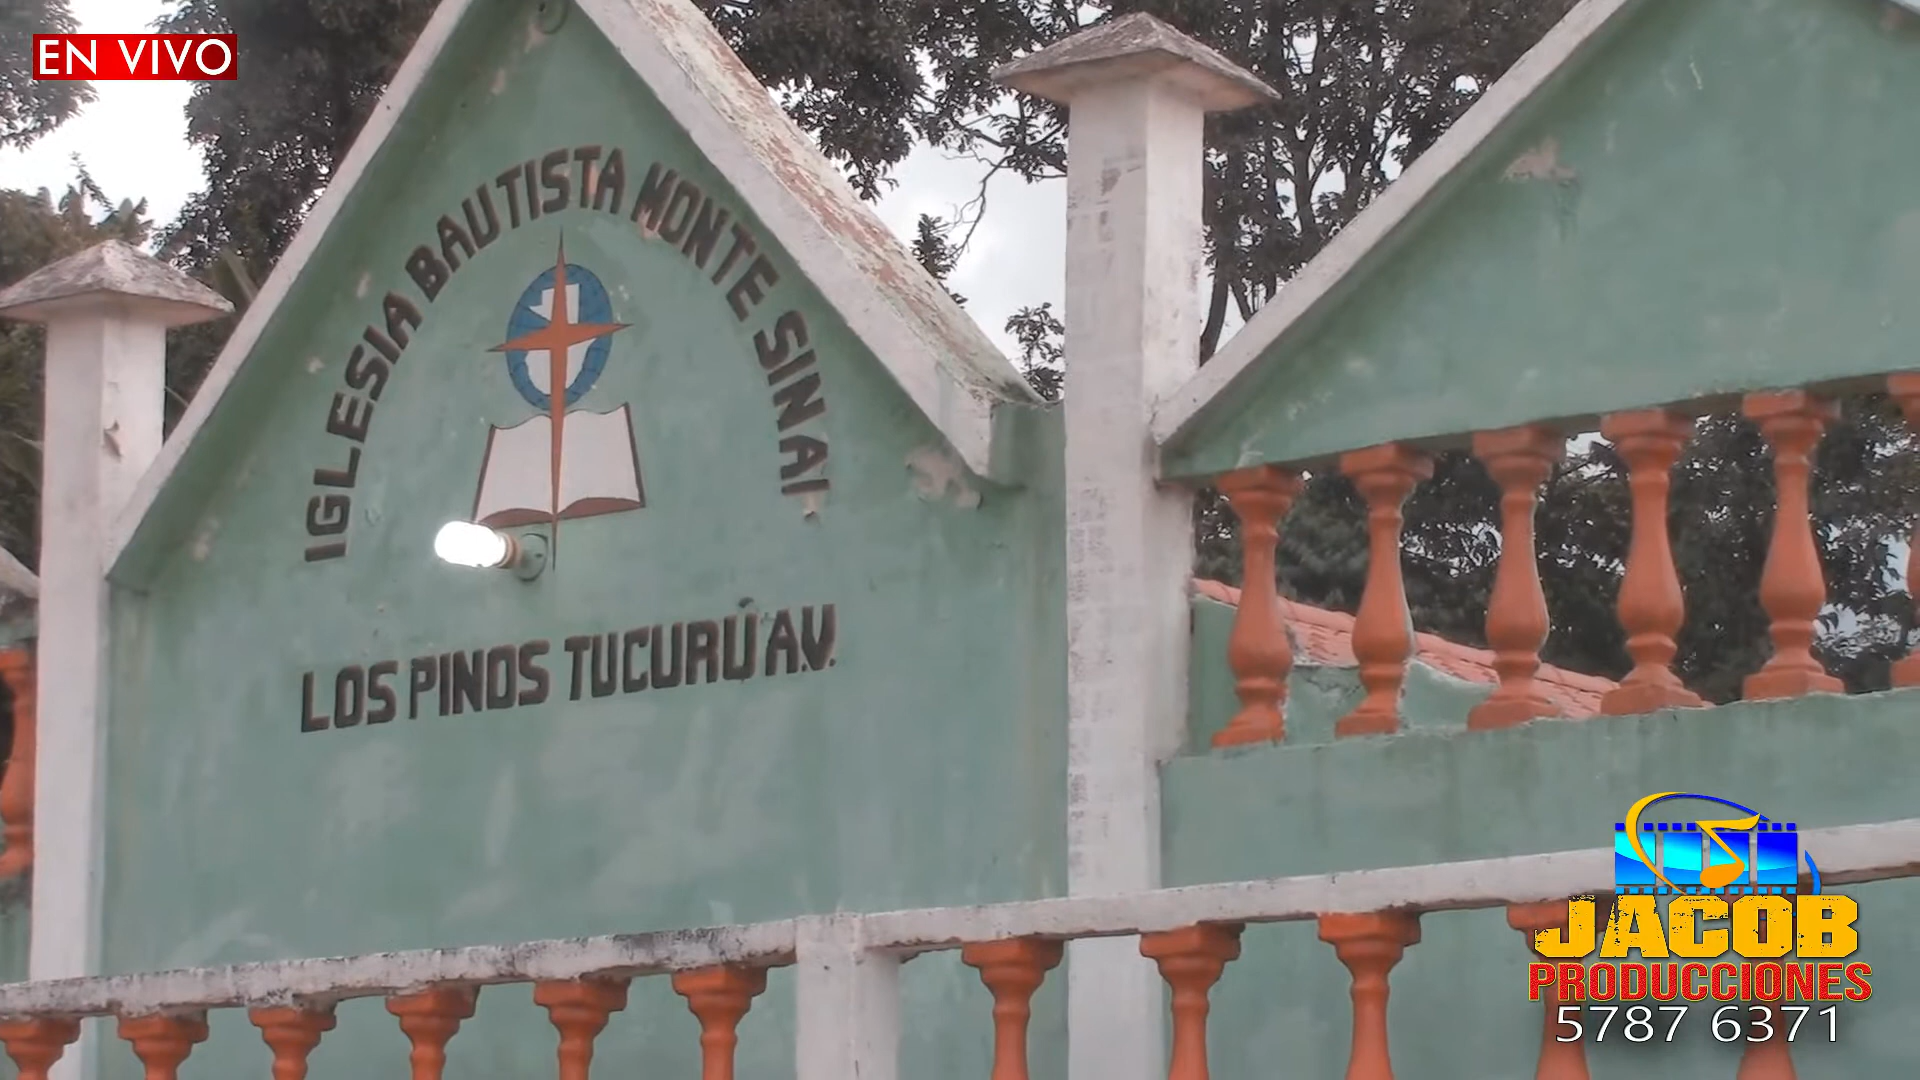 EN VIVO
IGLESIA BAUTISTA MONTE SINAI
LOS PINOS TUCURÚ A.V.
JACOB
PRODUCCIONES
5787 6371